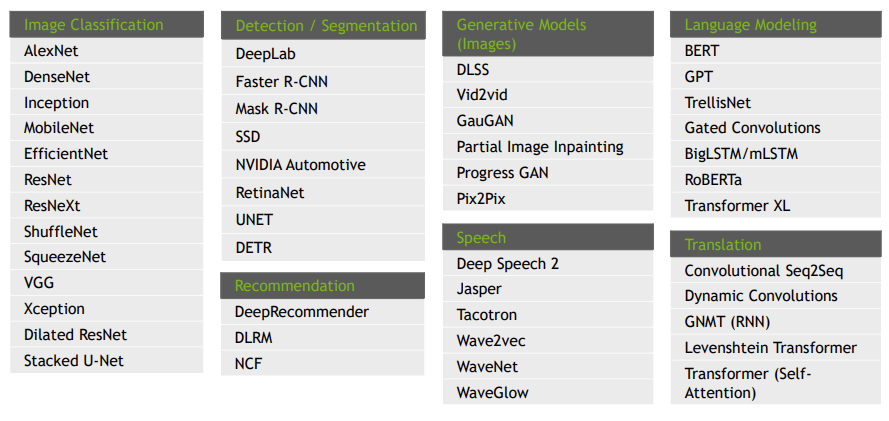 Image Classification
AlexNet
DenseNet
Inception
MobileNet
EfficientNet
ResNet
ResNeXt
ShuffleNet
SqueezeNet
VGG
Xception
Dilated ResNet
Stacked U-Net
Detection / Segmentation
DeepLab
Faster R-CNN
Mask R-CNN
SSD
NVIDIA Automotive
RetinaNet
UNET
DETR
Recommendation
DeepRecommender
DLRM
NCF
Generative Models
(Images)
DLSS
Vid2vid
GauGAN
Partial Image Inpainting
Progress GAN
Pix2Pix
Speech
Deep Speech 2
Jasper
Tacotron
Wave2vec
WaveNet
WaveGlow
Language Modeling
BERT
GPT
TrellisNet
Gated Convolutions
BigLSTM/mLSTM
RoBERTa
Transformer XL
Translation
Convolutional Seq2Seq
Dynamic Convolutions
GNMT (RNN)
Levenshtein Transformer
Transformer (Self-
Attention)